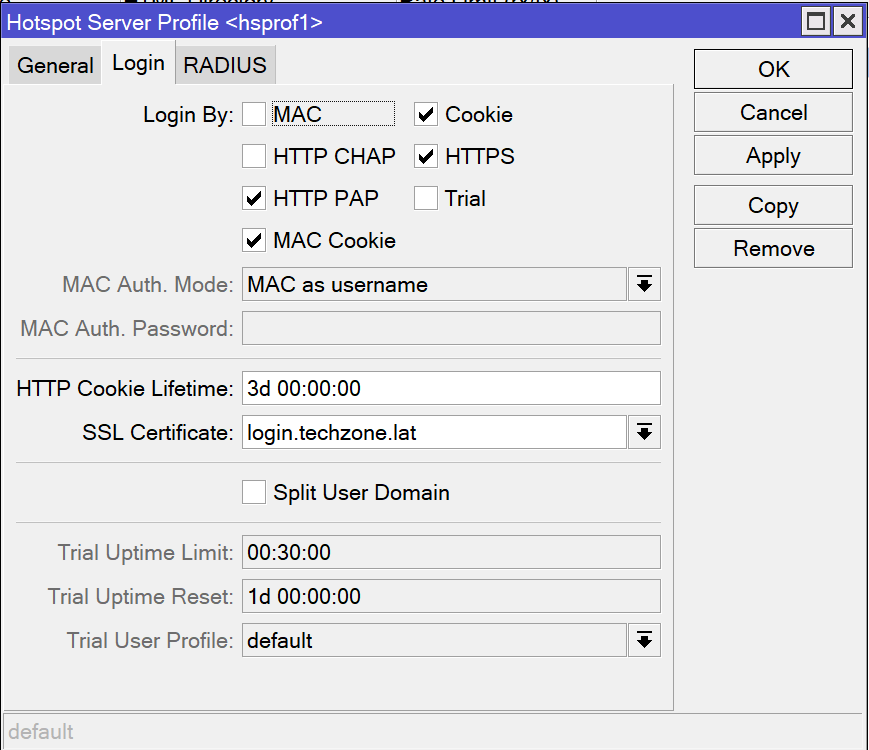 Hotspot Server Profile <hsprof1>
General Login RADIUS
OK
Cancel
Apply
Copy
Remove
Login By: MAC Cookie
HTTP CHAP HTTPS
HTTP PAP Trial
MAC Cookie
MAC Auth. Mode: MAC as username
MAC Auth. Password:
HTTP Cookie Lifetime: 3d 00:00:00
SSL Certificate: login.techzone.lat
Split User Domain
Trial Uptime Limit: 00:30:00
Trial Uptime Reset: 1d 00:00:00
Trial User Profile: default
default